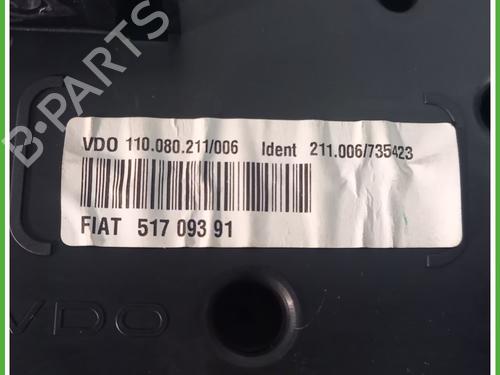 B-PARTS
VDO 110.080.211/006 Ident 211.006/735423
FIAT 517 093 91
VDO